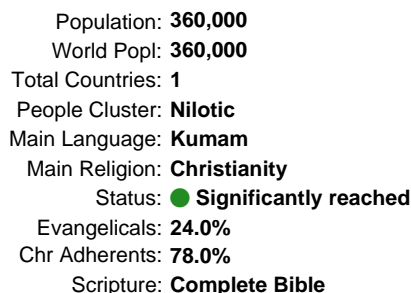 Population: 360,000
World Popl: 360,000
Total Countries: 1
People Cluster: Nilotic
Main Language: Kumam
Main Religion: Christianity
Status: Significantly reached
Evangelicals: 24.0%
Chr Adherents: 78.0%
Scripture: Complete Bible